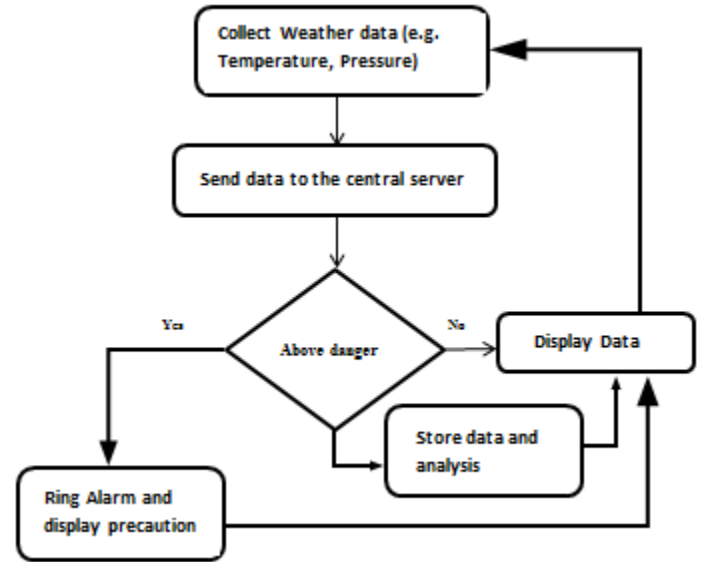 Collect Weather data (e.g.
Temperature, Pressure)
Send data to the central server
Yes
No
Above danger
Display Data
Store data and
analysis
Ring Alarm and
display precaution